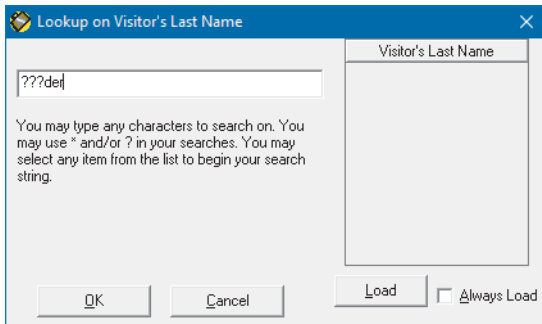 Lookup on Visitor's Last Name
Visitor's Last Name
???der
You may type any characters to search on. You
may use * and/or ? in your searches. You may
select any item from the list to begin your search
string.
OK
Cancel
Load
Always Load